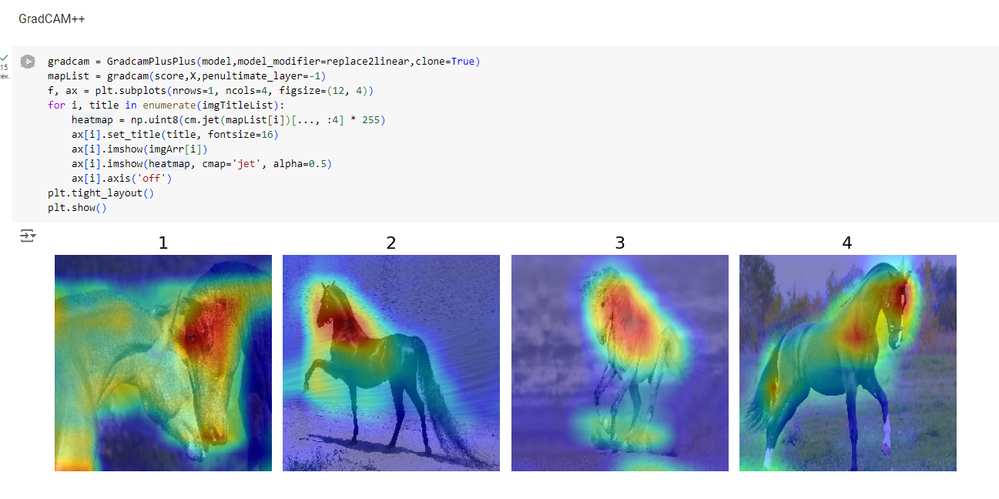 GradCAM++
15
сек.
gradcam = GradcamPlusPlus(model,model_modifier=replace2linear,clone=True)
mapList = gradcam(score,X,penultimate_layer=-1)
f, ax = plt.subplots(nrows=1, ncols=4, figsize=(12, 4))
for i, title in enumerate(imgTitleList):
    heatmap = np.uint8(cm.jet(mapList[i])[..., :4] * 255)
    ax[i].set_title(title, fontsize=16)
    ax[i].imshow(imgArr[i])
    ax[i].imshow(heatmap, cmap='jet', alpha=0.5)
    ax[i].axis('off')
plt.tight_layout()
plt.show()
1 2 3 4